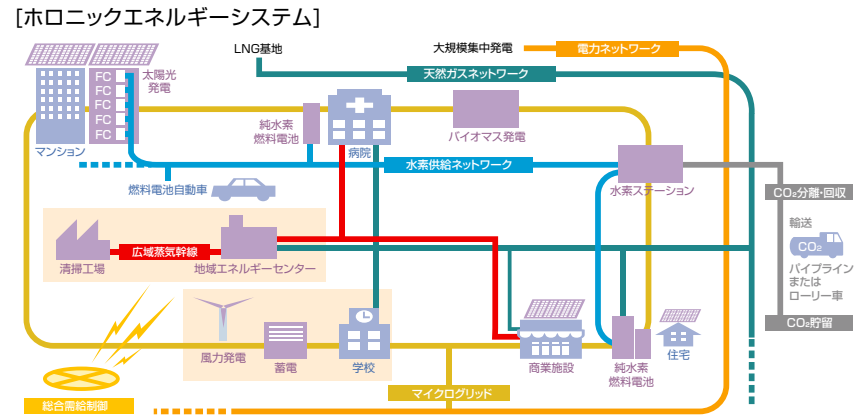 [ホロニックエネルギーシステム]
LNG基地
大規模集中発電
電力ネットワーク
天然ガスネットワーク
FC
FC
FC
FC
FC
太陽光
発電
マンション
純水素
燃料電池
病院
バイオマス発電
水素供給ネットワーク
燃料電池自動車
水素ステーション
CO₂分離・回収
輸送
CO₂
パイプライン
または
ローリー車
CO₂貯留
広域蒸気幹線
清掃工場
地域エネルギーセンター
風力発電
蓄電
学校
商業施設
純水素
燃料電池
住宅
マイクログリッド
総合需給制御